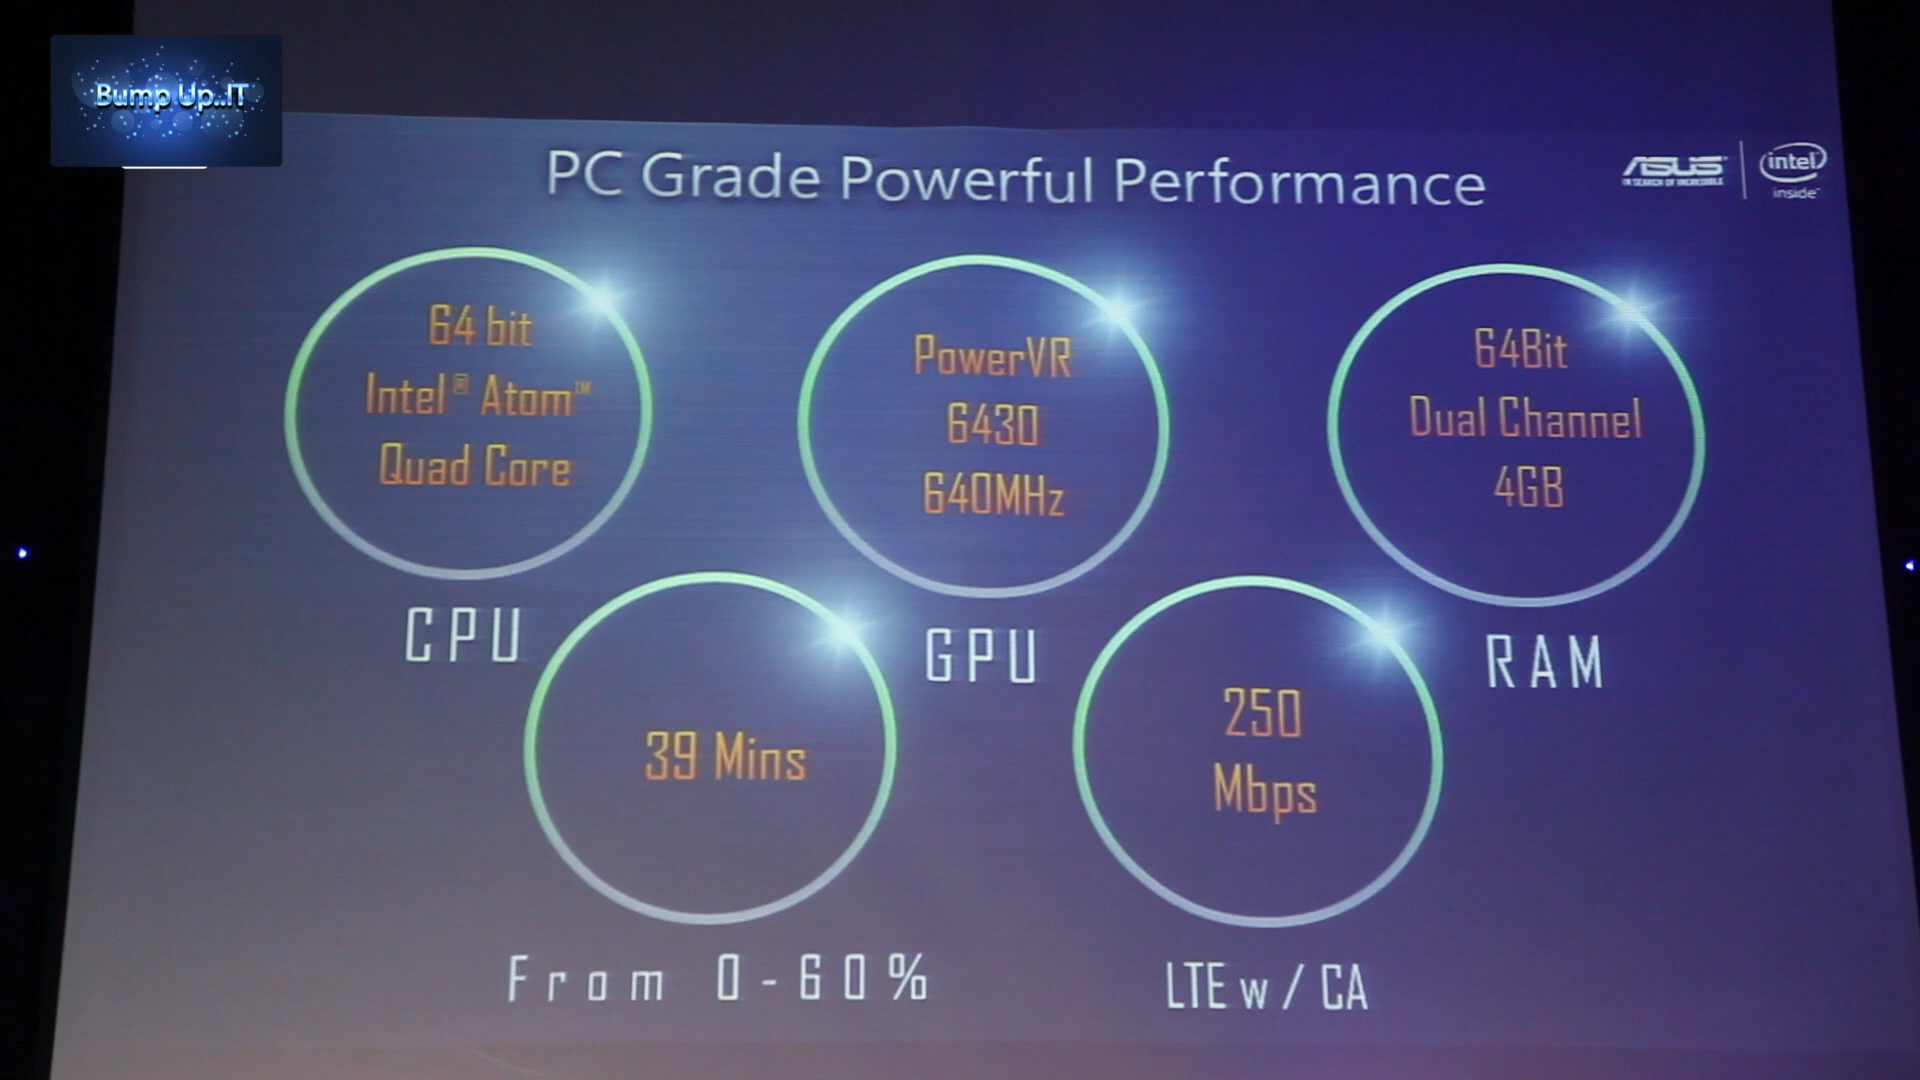 Bump Up..IT
PC Grade Powerful Performance
ASUS
IN SEARCH OF INCREDIBLE
intel
inside™
64 bit
Intel® Atom™
Quad Core
CPU
PowerVR
6430
640MHz
GPU
64Bit
Dual Channel
4GB
RAM
39 Mins
From 0-60%
250
Mbps
LTE w/CA